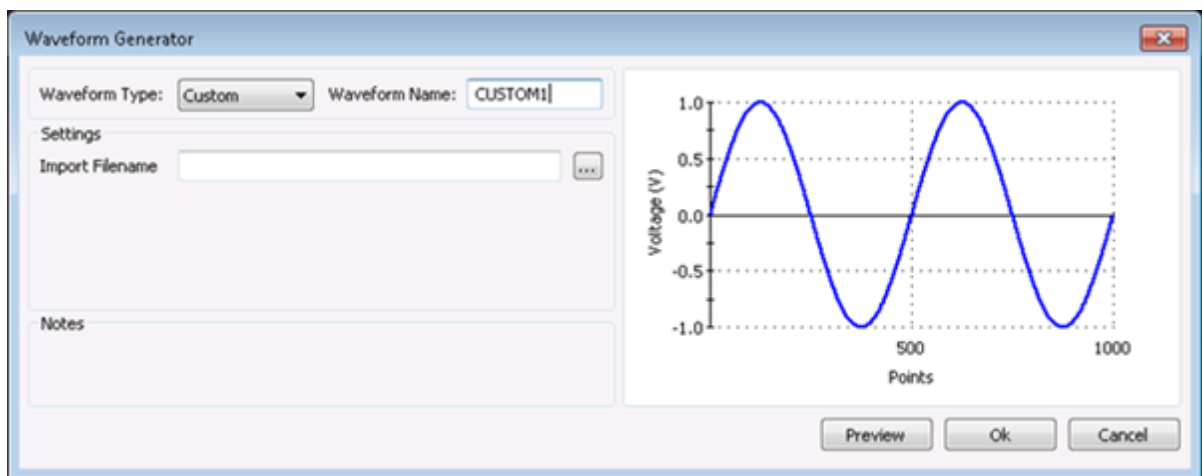 Waveform Generator
Waveform Type: Custom Waveform Name: CUSTOM1
Settings
Import Filename ...
Notes
Voltage (V)
1.0
0.5
0.0
-0.5
-1.0
500 1000
Points
Preview Ok Cancel